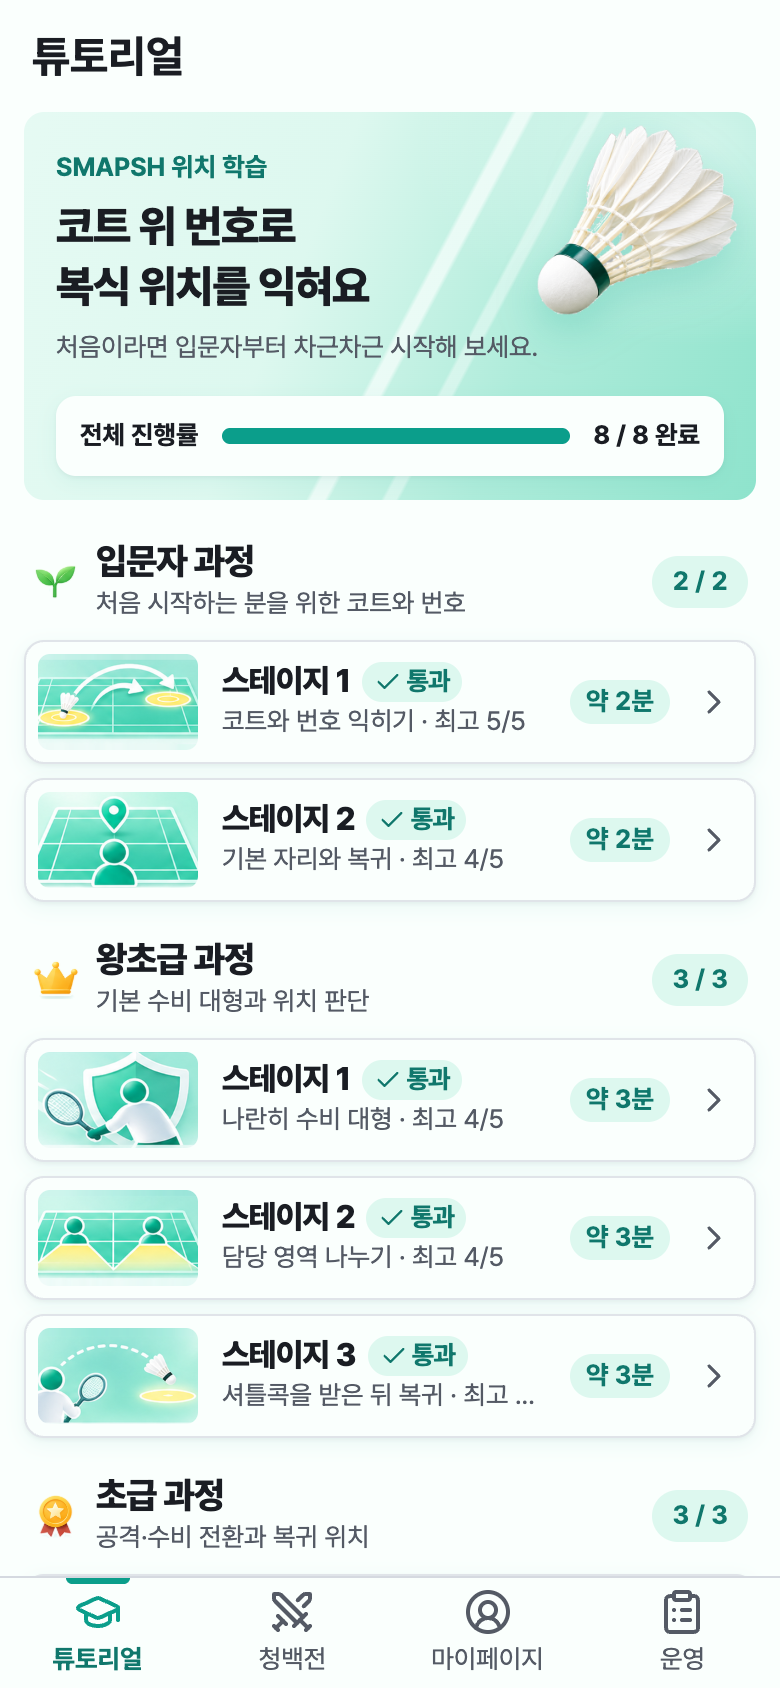 튜토리얼
SMAPSH 위치 학습
코트 위 번호로
복식 위치를 익혀요
처음이라면 입문자부터 차근차근 시작해 보세요.
전체 진행률 8 / 8 완료
입문자 과정
처음 시작하는 분을 위한 코트와 번호
2 / 2
스테이지 1 통과
코트와 번호 익히기 · 최고 5/5
약 2분
스테이지 2 통과
기본 자리와 복귀 · 최고 4/5
약 2분
왕초급 과정
기본 수비 대형과 위치 판단
3 / 3
스테이지 1 통과
나란히 수비 대형 · 최고 4/5
약 3분
스테이지 2 통과
담당 영역 나누기 · 최고 4/5
약 3분
스테이지 3 통과
셔틀콕을 받은 뒤 복귀 · 최고 ...
약 3분
초급 과정
공격·수비 전환과 복귀 위치
3 / 3
튜토리얼 청백전 마이페이지 운영